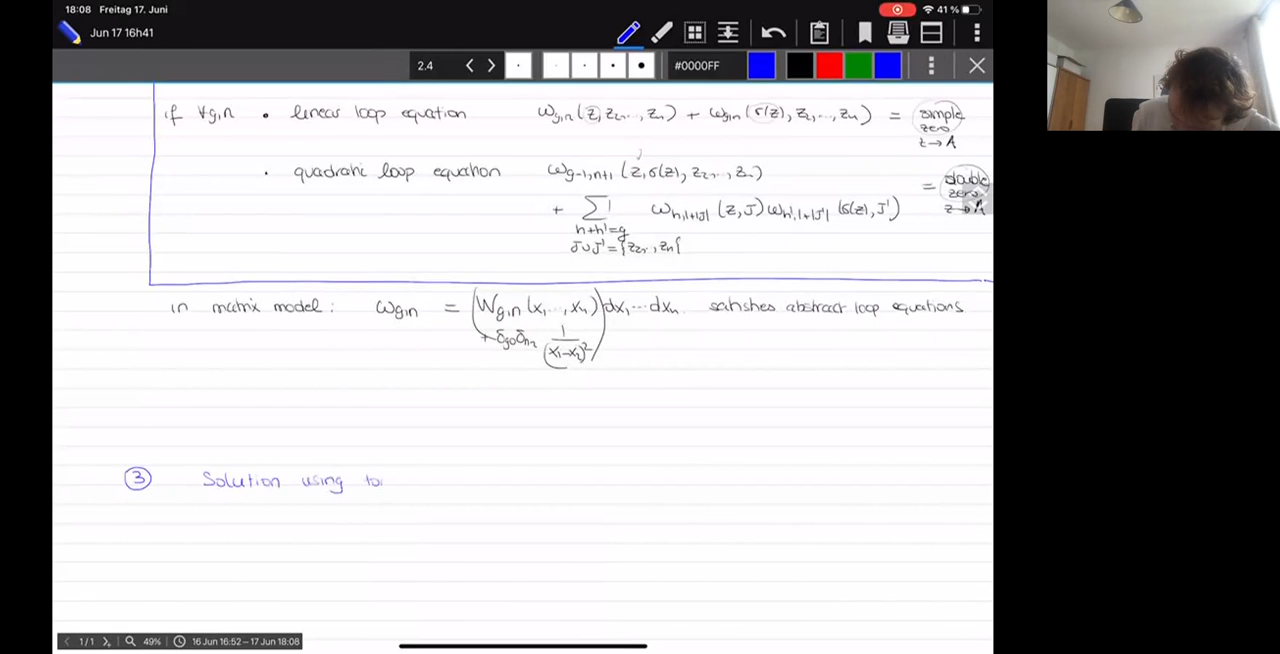 18:08 Freitag 17. Juni 41 %
Jun 17 16h41
2.4 #0000FF
if ∀g,n • linear loop equation ω_{g,n}(z, z_2, …, z_n) + ω_{g,n}(σ(z), z_2, …, z_n) = simple zero z→A
• quadratic loop equation ω_{g-1,n+1}(z, σ(z), z_2, …, z_n)
+ ∑ ω_{h,1+|J|}(z, J) ω_{h',1+|J'|}(σ(z), J') = double zero z→A
h+h'=g
J∪J'={z_2, …, z_n}
in matrix model: ω_{g,n} = (W_{g,n}(x_1, …, x_n) + δ_{g,0}δ_{n,2} 1/(x_1-x_2)^2) dx_1 … dx_n satisfies abstract loop equations
③ Solution using to
1/1 49% 16 Jun 16:52 – 17 Jun 18:08